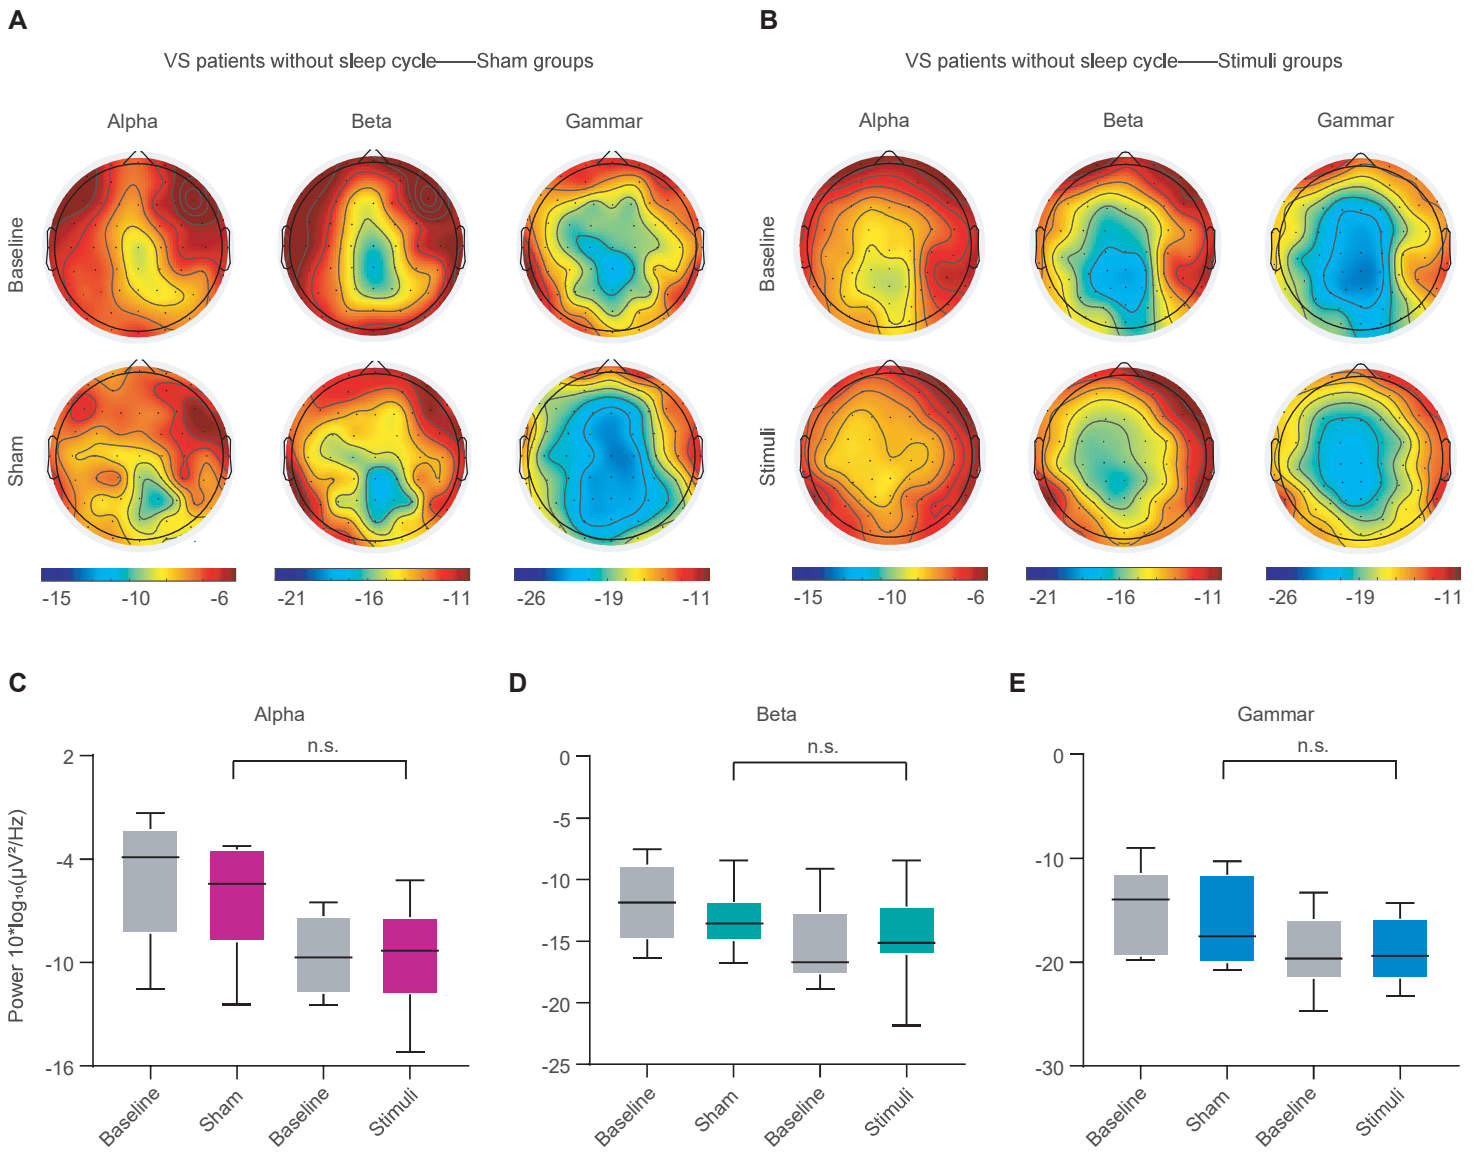 A
B
VS patients without sleep cycle——Sham groups
VS patients without sleep cycle——Stimuli groups
Alpha
Beta
Gammar
Alpha
Beta
Gammar
Baseline
Baseline
Sham
Stimuli
-15 -10 -6
-21 -16 -11
-26 -19 -11
-15 -10 -6
-21 -16 -11
-26 -19 -11
C
Alpha
n.s.
Power 10*log₁₀(μV²/Hz)
2
-4
-10
-16
Baseline
Sham
Baseline
Stimuli
D
Beta
n.s.
0
-5
-10
-15
-20
-25
Baseline
Sham
Baseline
Stimuli
E
Gammar
n.s.
0
-10
-20
-30
Baseline
Sham
Baseline
Stimuli